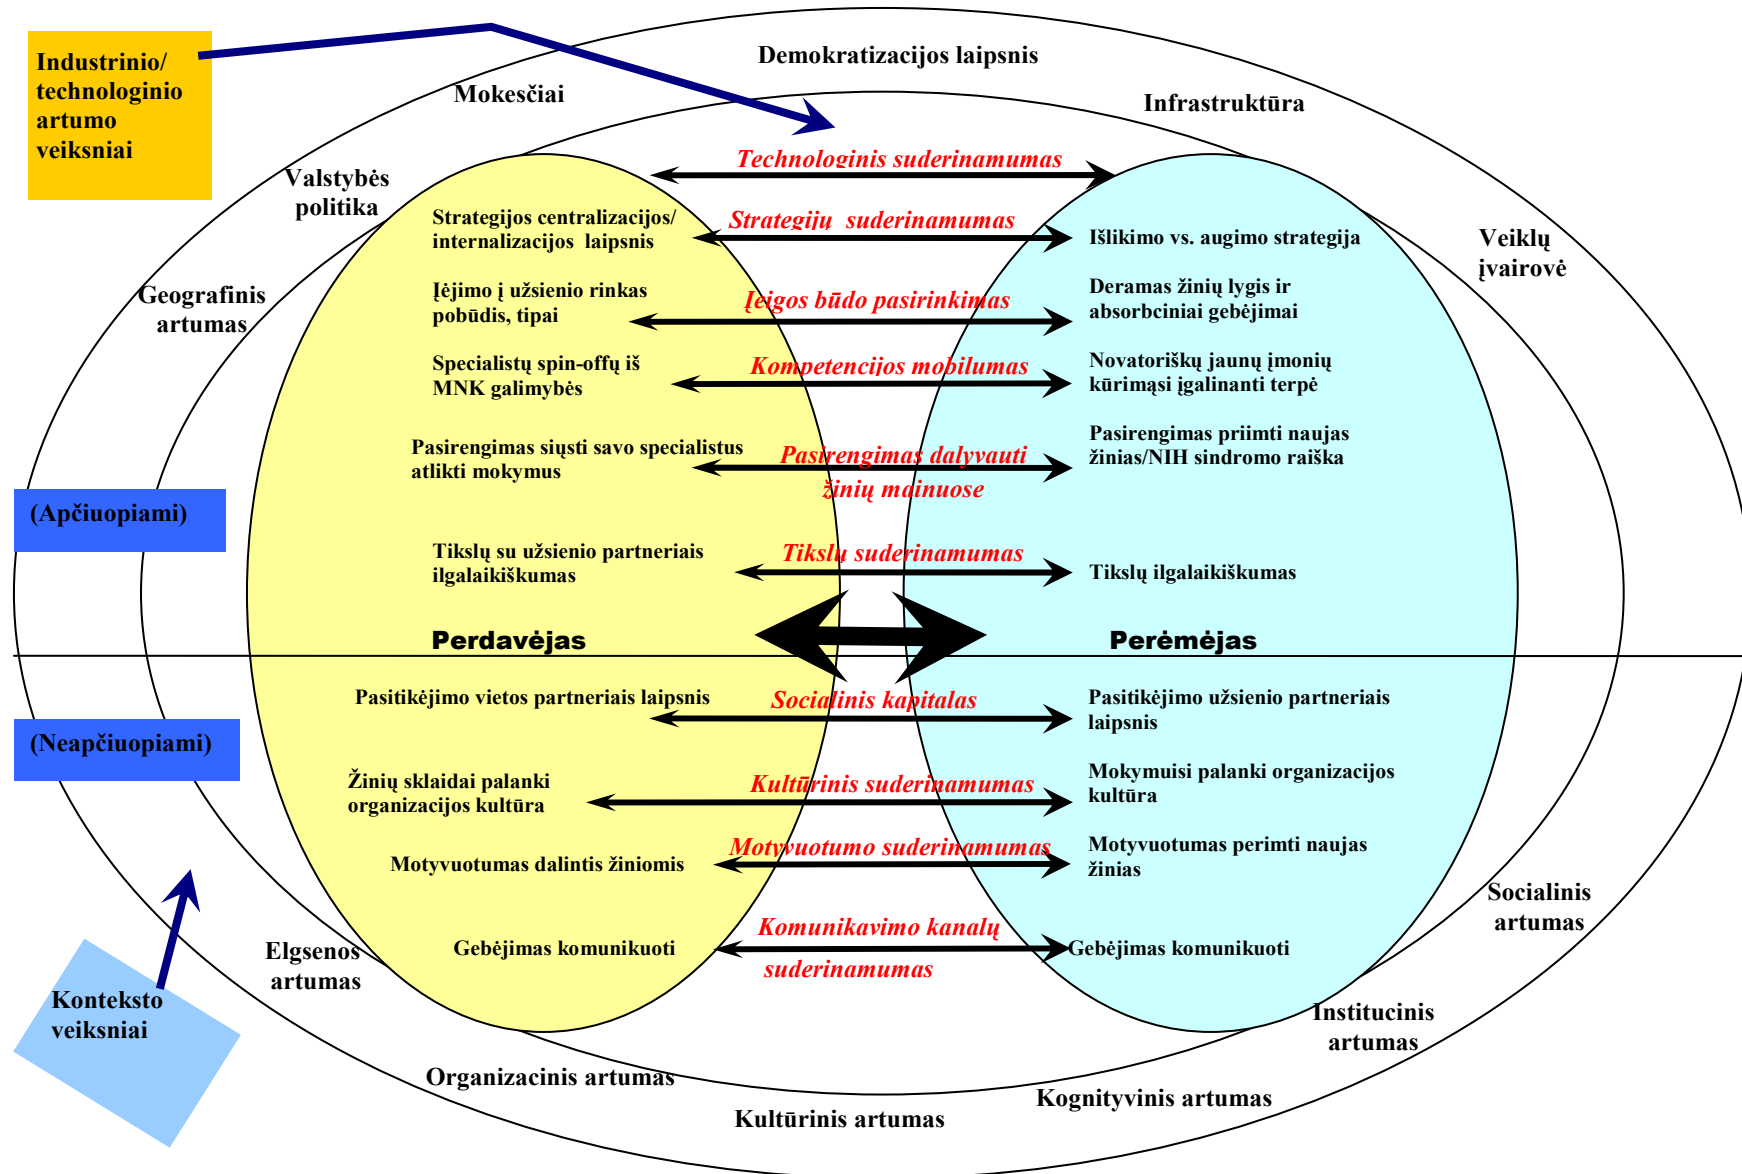 Industrinio/
technologinio
artumo
veiksniai
Demokratizacijos laipsnis
Mokesčiai
Infrastruktūra
Valstybės
politika
Geografinis
artumas
Veiklų
įvairovė
Technologinis suderinamumas
Strategijos centralizacijos/
internalizacijos laipsnis
Strategijų suderinamumas
Išlikimo vs. augimo strategija
Įėjimo į užsienio rinkas
pobūdis, tipai
Įeigos būdo pasirinkimas
Deramas žinių lygis ir
absorbciniai gebėjimai
Specialistų spin-offų iš
MNK galimybės
Kompetencijos mobilumas
Novatoriškų jaunų įmonių
kūrimąsi įgalinanti terpė
Pasirengimas siųsti savo specialistus
atlikti mokymus
Pasirengimas dalyvauti
žinių mainuose
Pasirengimas priimti naujas
žinias/NIH sindromo raiška
(Apčiuopiami)
Tikslų su užsienio partneriais
ilgalaikiškumas
Tikslų suderinamumas
Tikslų ilgalaikiškumas
Perdavėjas
Perėmėjas
Pasitikėjimo vietos partneriais laipsnis
Socialinis kapitalas
Pasitikėjimo užsienio partneriais
laipsnis
(Neapčiuopiami)
Žinių sklaidai palanki
organizacijos kultūra
Kultūrinis suderinamumas
Mokymuisi palanki organizacijos
kultūra
Motyvuotumas dalintis žiniomis
Motyvuotumo suderinamumas
Motyvuotumas perimti naujas
žinias
Gebėjimas komunikuoti
Komunikavimo kanalų
suderinamumas
Gebėjimas komunikuoti
Socialinis
artumas
Elgsenos
artumas
Konteksto
veiksniai
Institucinis
artumas
Organizacinis artumas
Kultūrinis artumas
Kognityvinis artumas